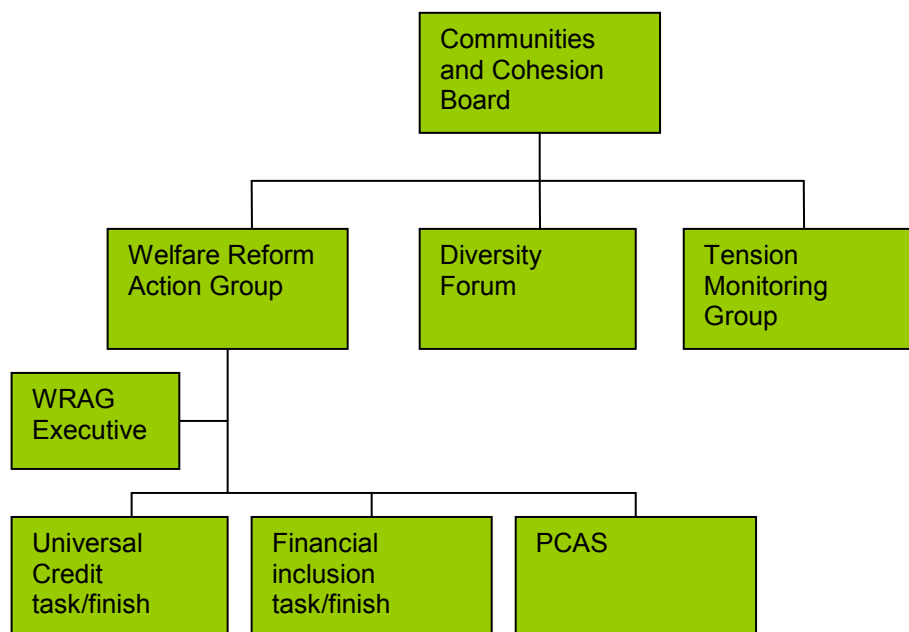 Communities
and Cohesion
Board
Welfare Reform
Action Group
Diversity
Forum
Tension
Monitoring
Group
WRAG
Executive
Universal
Credit
task/finish
Financial
inclusion
task/finish
PCAS